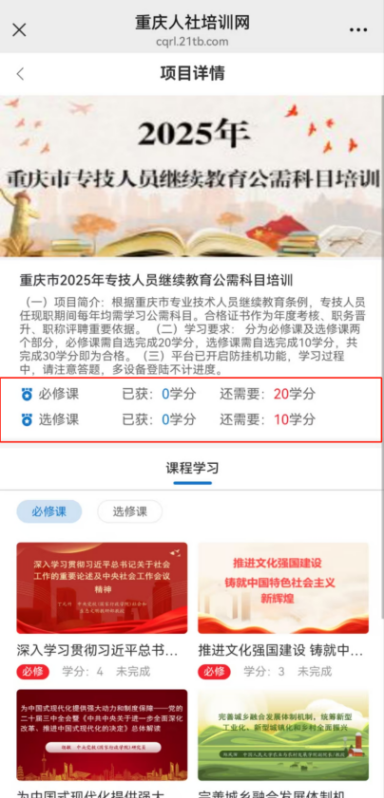 重庆人社培训网
cqrl.21tb.com
项目详情
2025年
重庆市专技人员继续教育公需科目培训
重庆市2025年专技人员继续教育公需科目培训
（一）项目简介：根据重庆市专业技术人员继续教育条例，专技人员
任现职期间每年均需学习公需科目。合格证书作为年度考核、职务晋
升、职称评聘重要依据。（二）学习要求： 分为必修课及选修课两
个部分，必修课需自选完成20学分，选修课需自选完成10学分，共
完成30学分即为合格。（三）平台已开启防挂机功能，学习过程
中，请注意答题，多设备登陆不计进度。
必修课 已获：0学分 还需要：20学分
选修课 已获：0学分 还需要：10学分
课程学习
必修课 选修课
深入学习贯彻习近平总书记关于社会
工作的重要论述及中央社会工作会议
精神
推进文化强国建设
铸就中国特色社会主义
新辉煌
深入学习贯彻习近平总书...
推进文化强国建设 铸就中...
必修 学分：4 未完成
必修 学分：3 未完成
为中国式现代化提供强大动力和制度保障——党的
二十届三中全会暨《中共中央关于进一步全面深化
改革、推进中国式现代化的决定》总体解读
完善城乡融合发展体制机制，统筹新型
工业化、新型城镇化和乡村全面振兴
为中国式现代化提供强大...
完善城乡融合发展体制机...